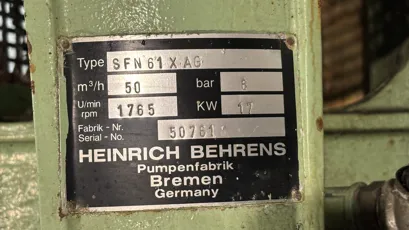 Type SFN 61 X AG
m³/h 50 bar
U/min rpm 1765 KW 17
Fabrik - Nr.
Serial - No. 50761
HEINRICH BEHRENS
Pumpenfabrik
Bremen
Germany